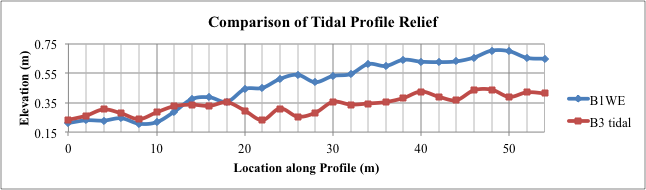 Comparison of Tidal Profile Relief
Elevation (m)
0.75
0.55
0.35
0.15
0 10 20 30 40 50
Location along Profile (m)
B1WE
B3 tidal